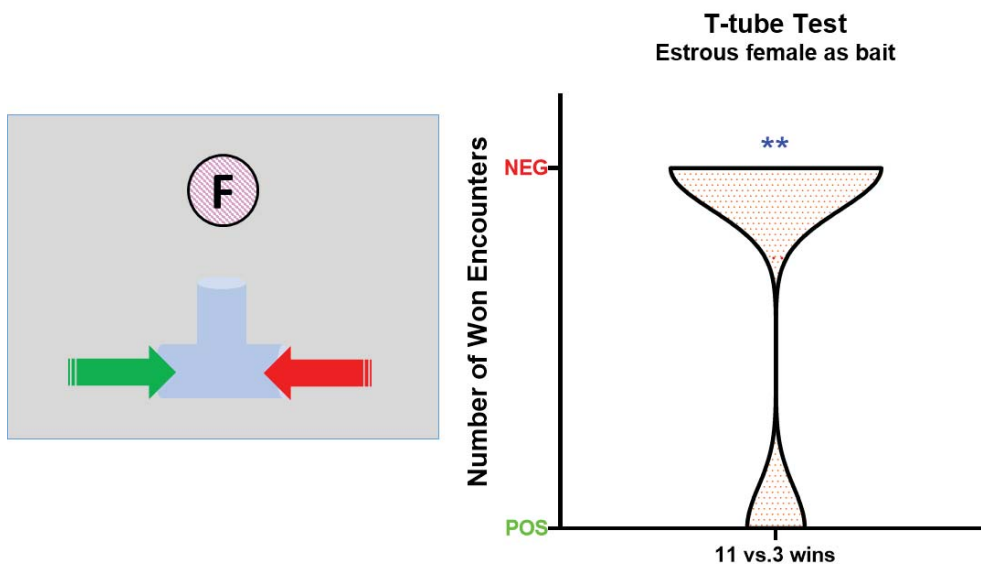 F
T-tube Test
Estrous female as bait
Number of Won Encounters
**
NEG
POS
11 vs.3 wins